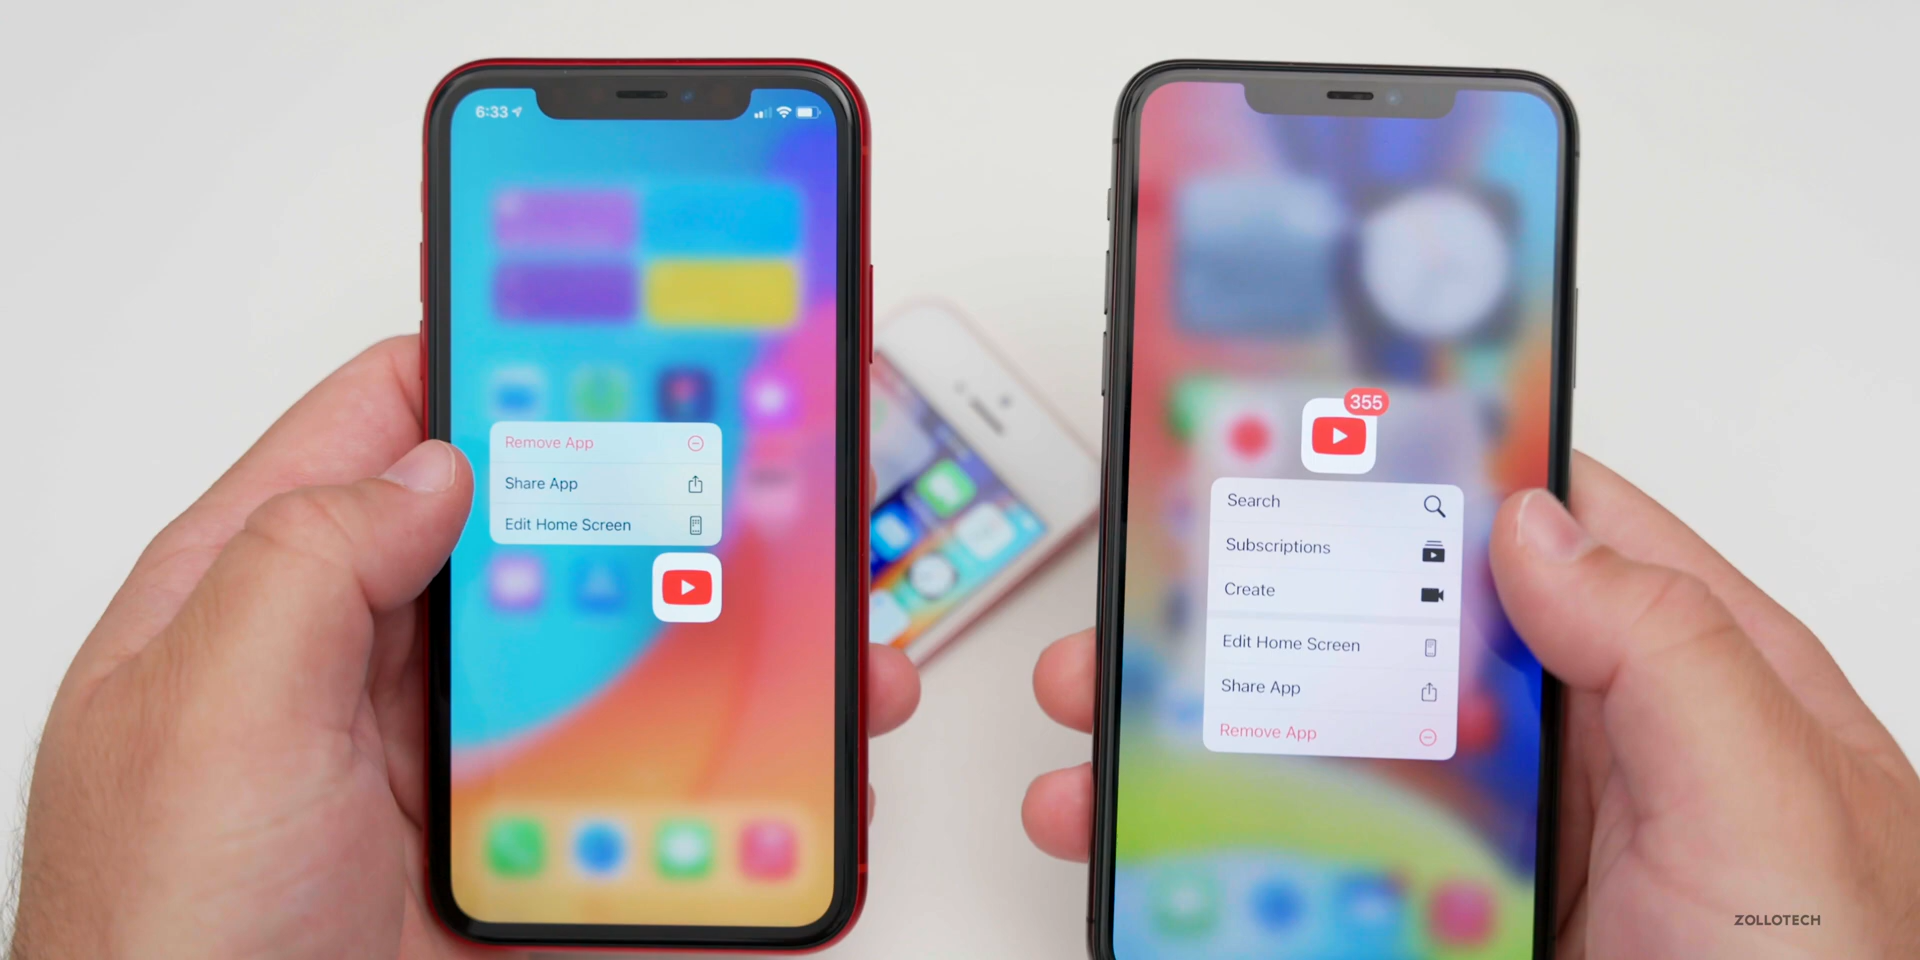 6:33
Remove App
Share App
Edit Home Screen
355
Search
Subscriptions
Create
Edit Home Screen
Share App
Remove App
ZOLLOTECH